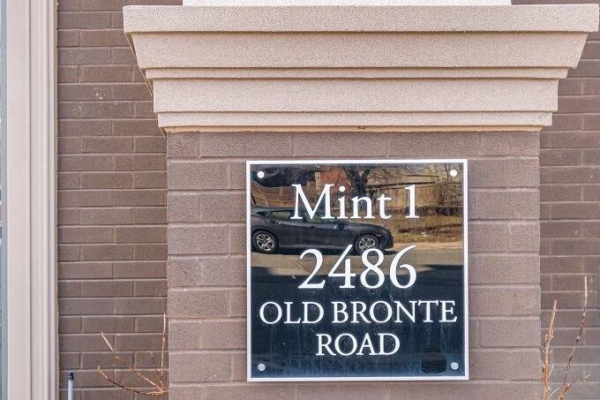 Mint 1
2486
OLD BRONTE
ROAD